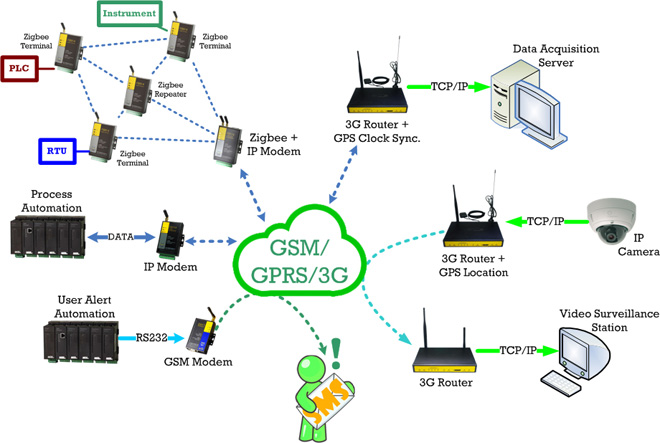 Instrument
Zigbee
Terminal
Zigbee
Terminal
PLC
Zigbee
Repeater
RTU
Zigbee
Terminal
Zigbee +
IP Modem
3G Router +
GPS Clock Sync.
TCP/IP
Data Acquisition
Server
Process
Automation
DATA
IP Modem
GSM/
GPRS/3G
3G Router +
GPS Location
TCP/IP
IP
Camera
User Alert
Automation
RS232
GSM Modem
SMS
!
3G Router
TCP/IP
Video Surveillance
Station